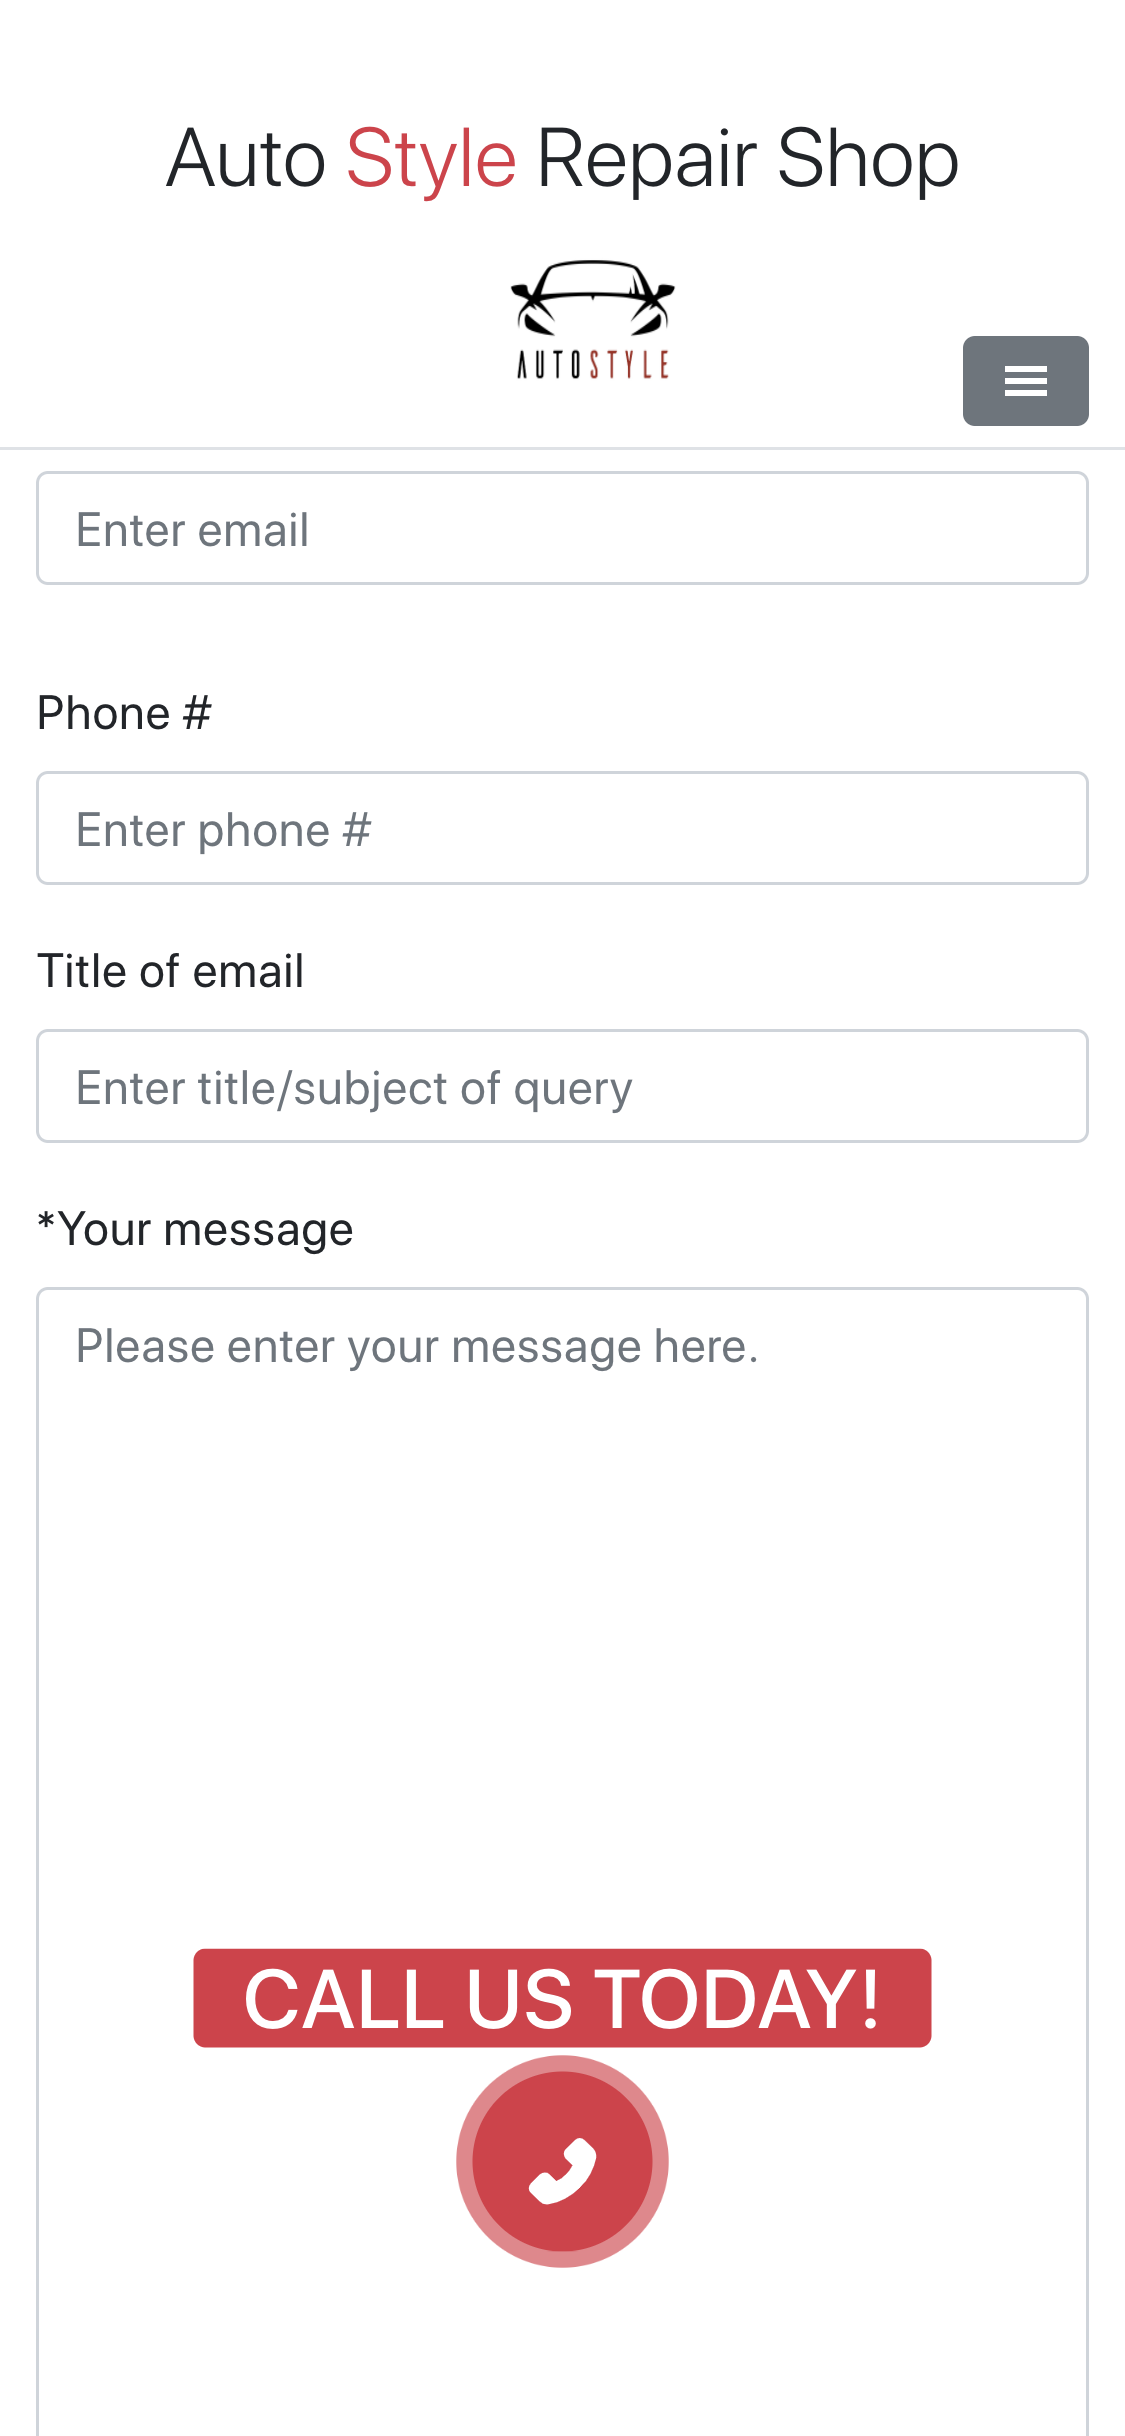 Auto Style Repair Shop
AUTOSTYLE
Enter email
Phone #
Enter phone #
Title of email
Enter title/subject of query
*Your message
Please enter your message here.
CALL US TODAY!